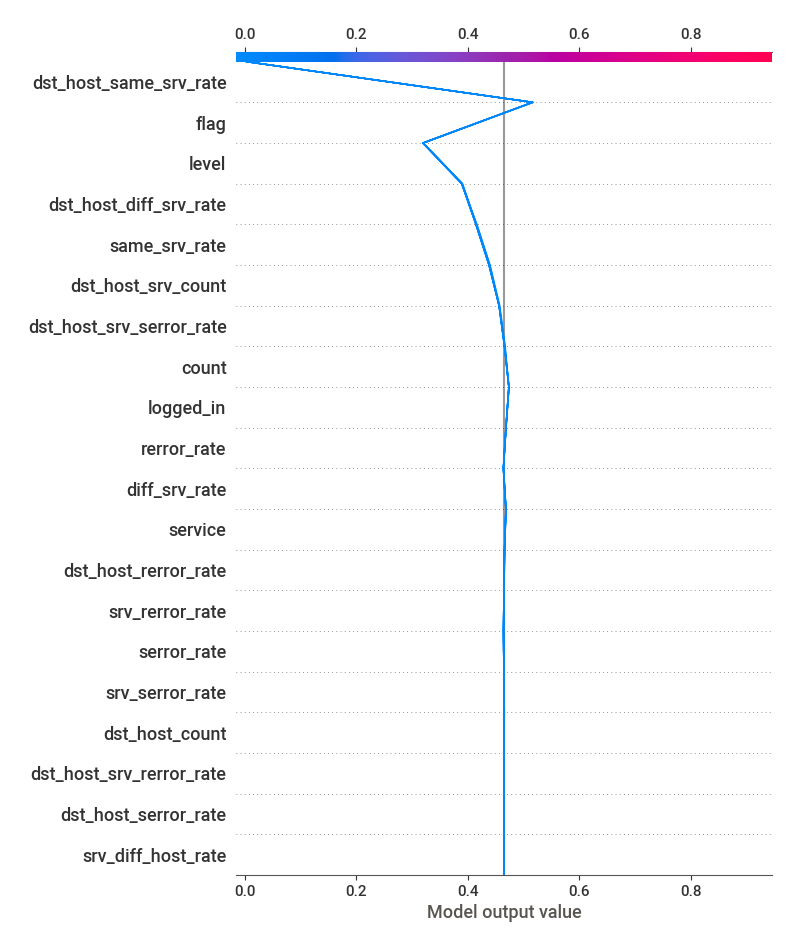 0.0 0.2 0.4 0.6 0.8
dst_host_same_srv_rate
flag
level
dst_host_diff_srv_rate
same_srv_rate
dst_host_srv_count
dst_host_srv_serror_rate
count
logged_in
rerror_rate
diff_srv_rate
service
dst_host_rerror_rate
srv_rerror_rate
serror_rate
srv_serror_rate
dst_host_count
dst_host_srv_rerror_rate
dst_host_serror_rate
srv_diff_host_rate
0.0 0.2 0.4 0.6 0.8
Model output value